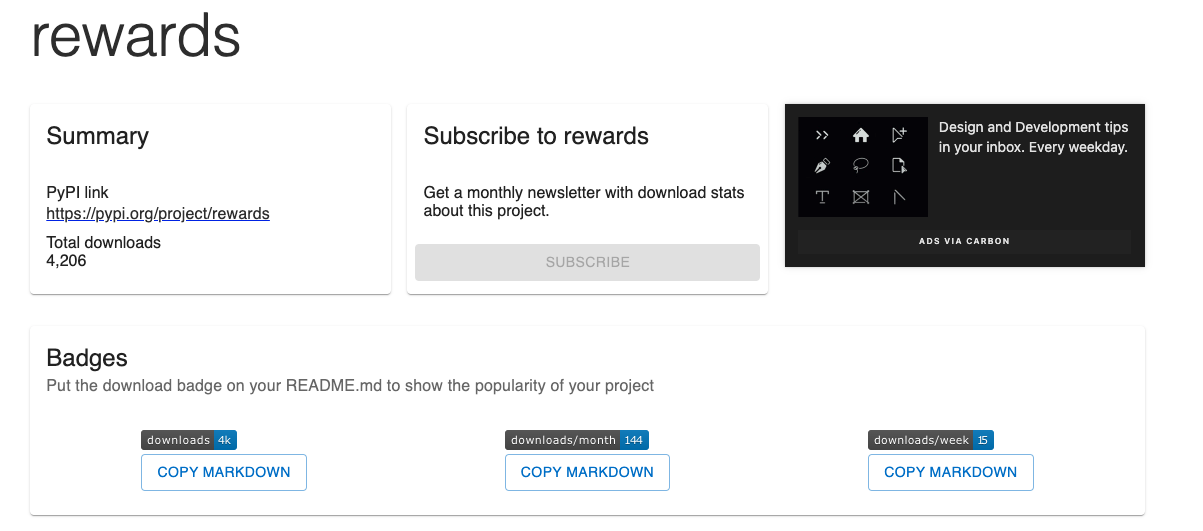 rewards
Summary
PyPI link
https://pypi.org/project/rewards
Total downloads
4,206
Subscribe to rewards
Get a monthly newsletter with download stats
about this project.
SUBSCRIBE
Design and Development tips
in your inbox. Every weekday.
T
ADS VIA CARBON
Badges
Put the download badge on your README.md to show the popularity of your project
downloads 4k
COPY MARKDOWN
downloads/month 144
COPY MARKDOWN
downloads/week 15
COPY MARKDOWN